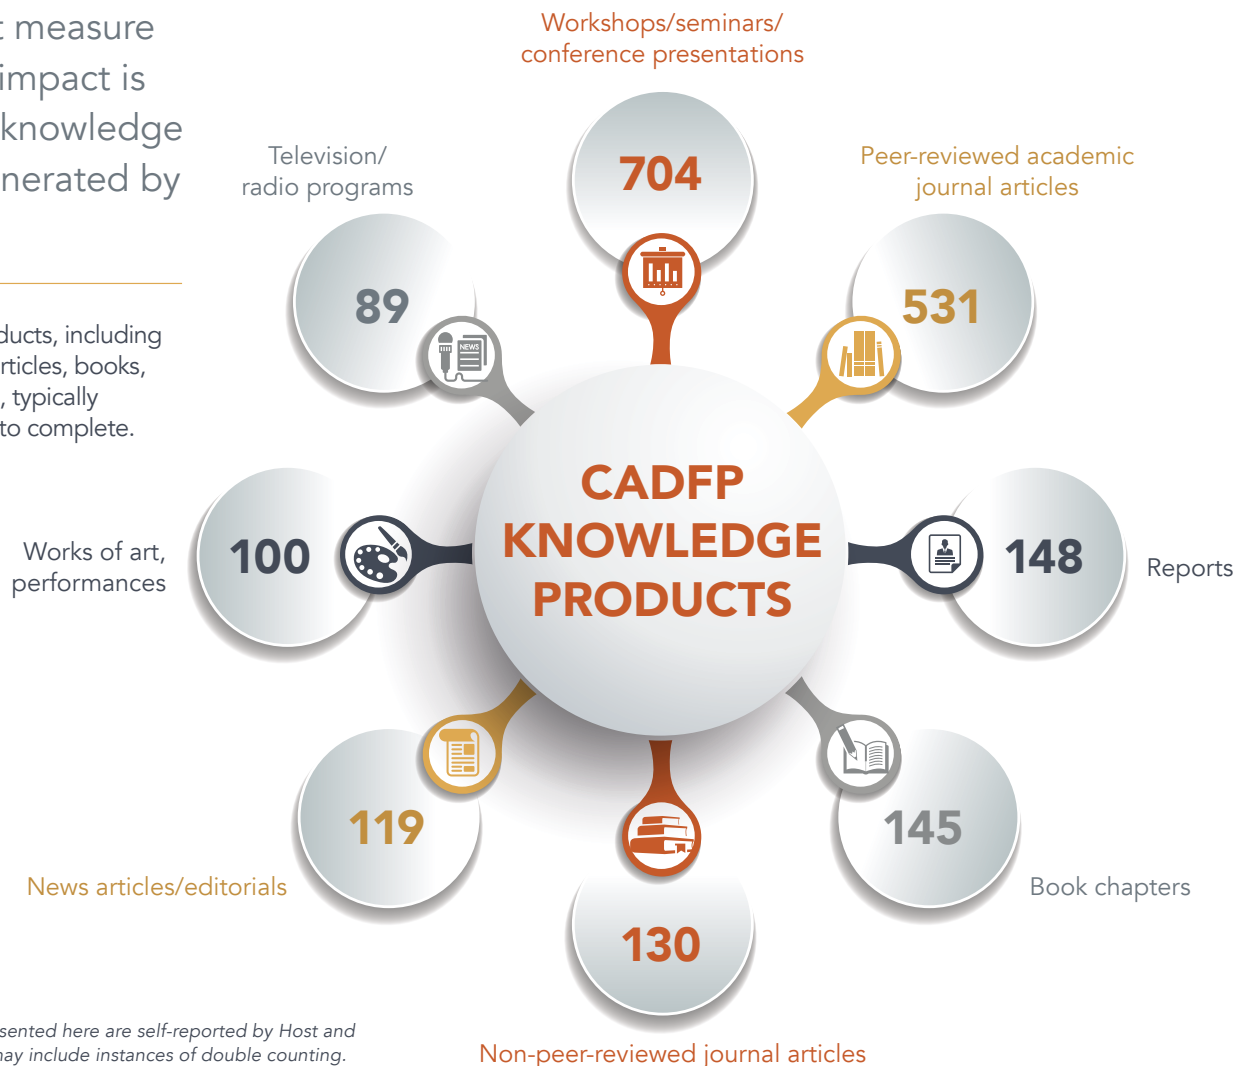 t measure
impact is
knowledge
nerated by
ducts, including
rticles, books,
, typically
to complete.
Workshops/seminars/
conference presentations
704
Peer-reviewed academic
journal articles
531
Television/
radio programs
89
NEWS
CADFP
KNOWLEDGE
PRODUCTS
Works of art,
performances
100
148
Reports
119
News articles/editorials
145
Book chapters
130
Non-peer-reviewed journal articles
sented here are self-reported by Host and
may include instances of double counting.